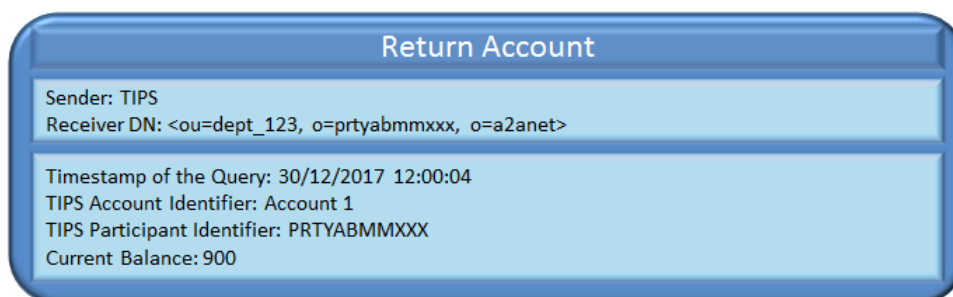 Return Account
Sender: TIPS
Receiver DN: <ou=dept_123, o=prtyabmmxxx, o=a2anet>
Timestamp of the Query: 30/12/2017 12:00:04
TIPS Account Identifier: Account 1
TIPS Participant Identifier: PRTYABMMXXX
Current Balance: 900